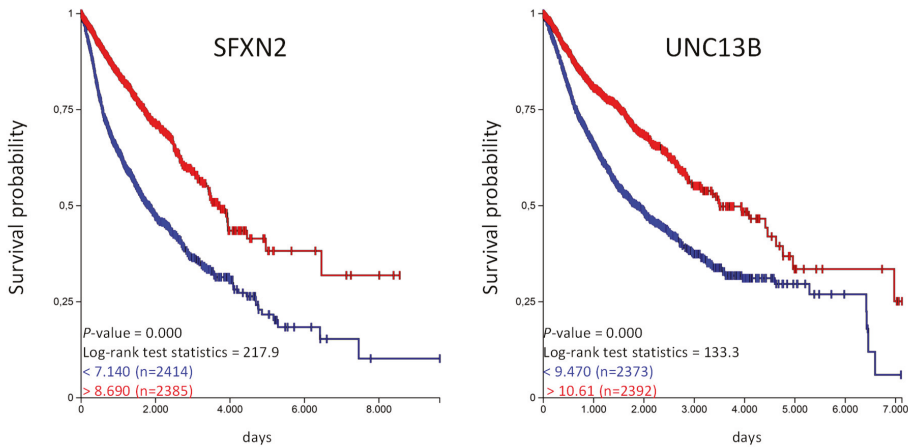 SFXN2
Survival probability
1
0,75
0,5
0,25
0
P-value = 0.000
Log-rank test statistics = 217.9
< 7.140 (n=2414)
> 8.690 (n=2385)
0 2.000 4.000 6.000 8.000
days
UNC13B
Survival probability
1
0,75
0,5
0,25
0
P-value = 0.000
Log-rank test statistics = 133.3
< 9.470 (n=2373)
> 10.61 (n=2392)
0 1.000 2.000 3.000 4.000 5.000 6.000 7.000
days